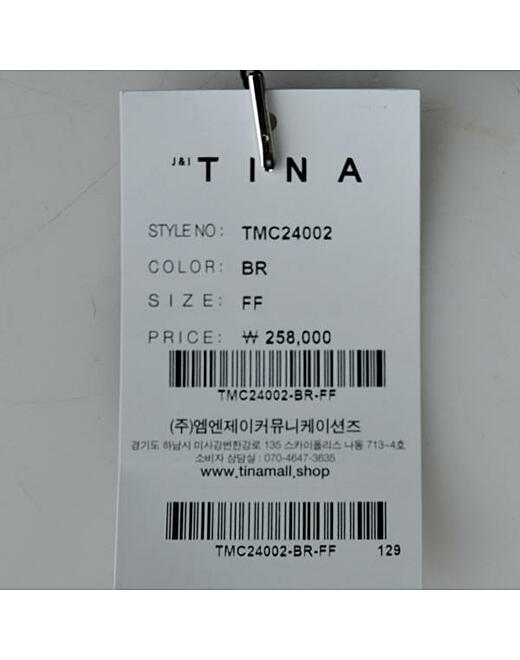 J&I TINA
STYLE NO : TMC24002
COLOR: BR
SIZE: FF
PRICE: ₩ 258,000
TMC24002-BR-FF
(주)엠엔제이커뮤니케이션즈
경기도 하남시 미사강변한강로 135 스카이폴리스 나동 713-4호
소비자 상담실 : 070-4647-3635
www_tinamall_shop
TMC24002-BR-FF 129